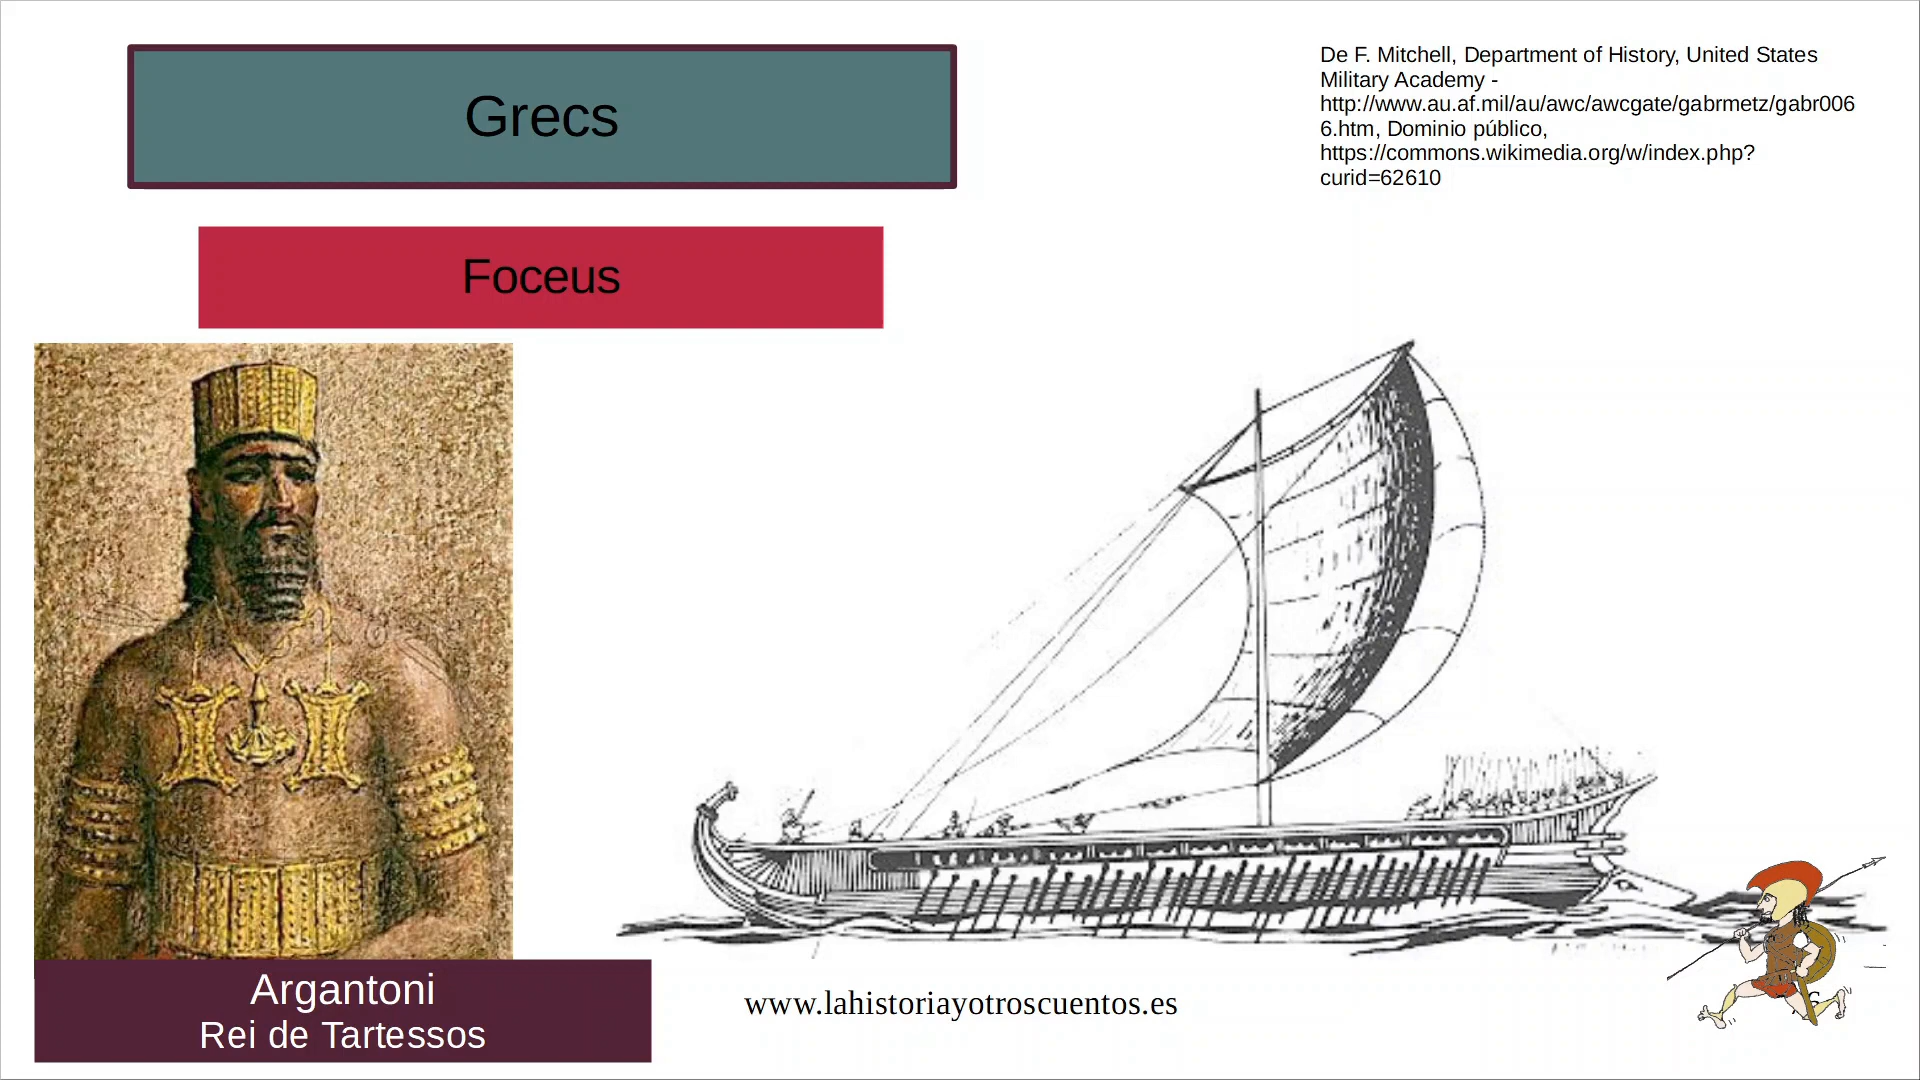 Grecs
De F. Mitchell, Department of History, United States
Military Academy -
http://www.au.af.mil/au/awc/awcgate/gabrmetz/gabr006
6.htm, Dominio público,
https://commons.wikimedia.org/w/index.php?
curid=62610
Foceus
Argantoni
Rei de Tartessos
www.lahistoriayotroscuentos.es